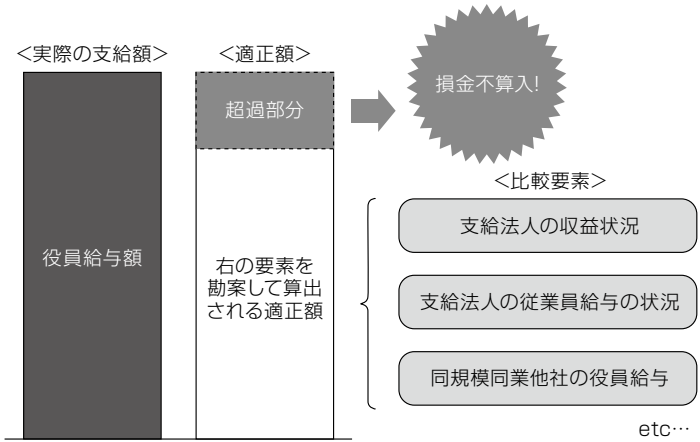 ＜実際の支給額＞
＜適正額＞
超過部分
損金不算入!
役員給与額
右の要素を
勘案して算出
される適正額
＜比較要素＞
支給法人の収益状況
支給法人の従業員給与の状況
同規模同業他社の役員給与
etc…